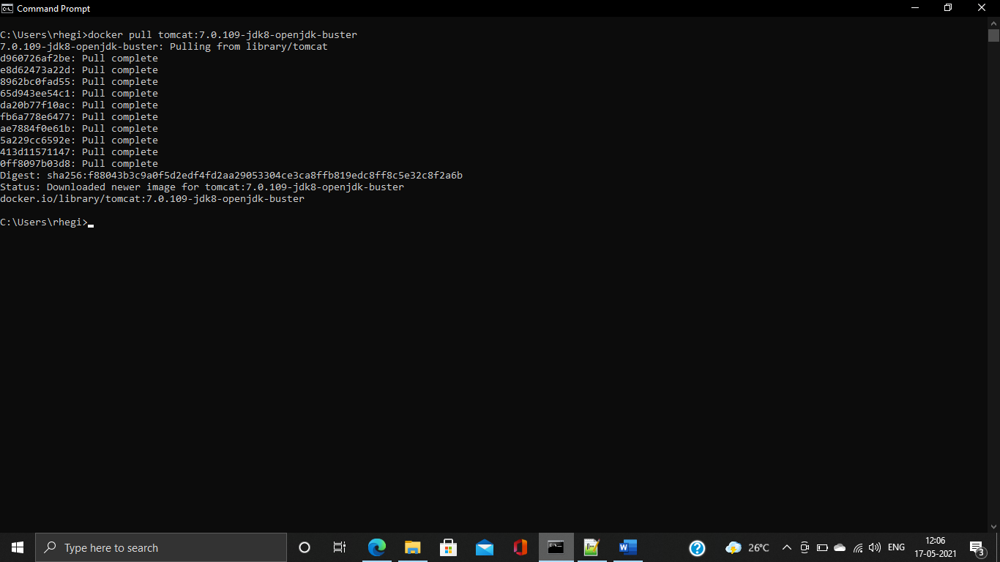 Command Prompt
C:\Users\rhegi>docker pull tomcat:7.0.109-jdk8-openjdk-buster
7.0.109-jdk8-openjdk-buster: Pulling from library/tomcat
d960726af2be: Pull complete
e8d62473a22d: Pull complete
8962bc0fad55: Pull complete
65d943ee54c1: Pull complete
da20b77f10ac: Pull complete
fb6a778e6477: Pull complete
ae7884f0e61b: Pull complete
5a229cc6592e: Pull complete
413d11571147: Pull complete
0ff8097b03d8: Pull complete
Digest: sha256:f88043b3c9a0f5d2edf4fd2aa29053304ce3ca8ffb819edc8ff8c5e32c8f2a6b
Status: Downloaded newer image for tomcat:7.0.109-jdk8-openjdk-buster
docker.io/library/tomcat:7.0.109-jdk8-openjdk-buster
C:\Users\rhegi>
Type here to search
26°C
ENG
12:06
17-05-2021
3